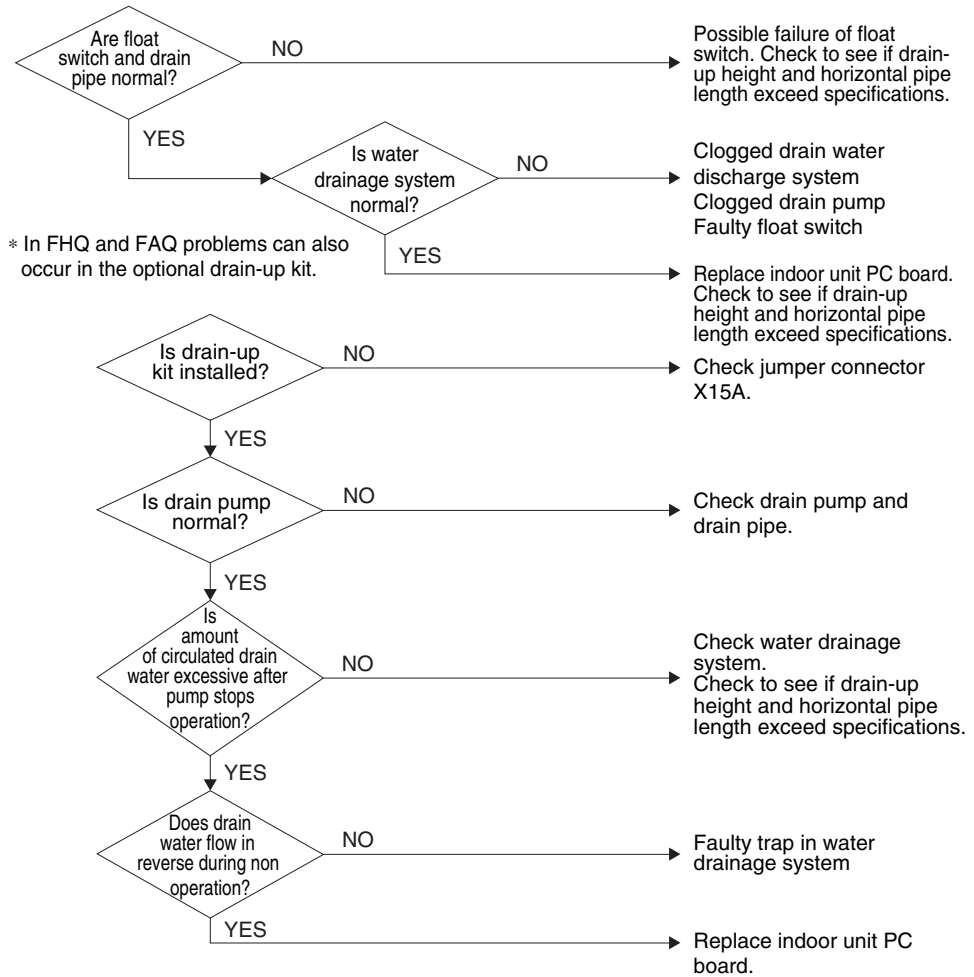 Are float
switch and drain
pipe normal?
NO
Possible failure of float
switch. Check to see if drain-
up height and horizontal pipe
length exceed specifications.
YES
Is water
drainage system
normal?
NO
Clogged drain water
discharge system
Clogged drain pump
Faulty float switch
* In FHQ and FAQ problems can also
occur in the optional drain-up kit.
YES
Replace indoor unit PC board.
Check to see if drain-up
height and horizontal pipe
length exceed specifications.
Is drain-up
kit installed?
NO
Check jumper connector
X15A.
YES
Is drain pump
normal?
NO
Check drain pump and
drain pipe.
YES
Is
amount
of circulated drain
water excessive after
pump stops
operation?
NO
Check water drainage
system.
Check to see if drain-up
height and horizontal pipe
length exceed specifications.
YES
Does drain
water flow in
reverse during non
operation?
NO
Faulty trap in water
drainage system
YES
Replace indoor unit PC
board.